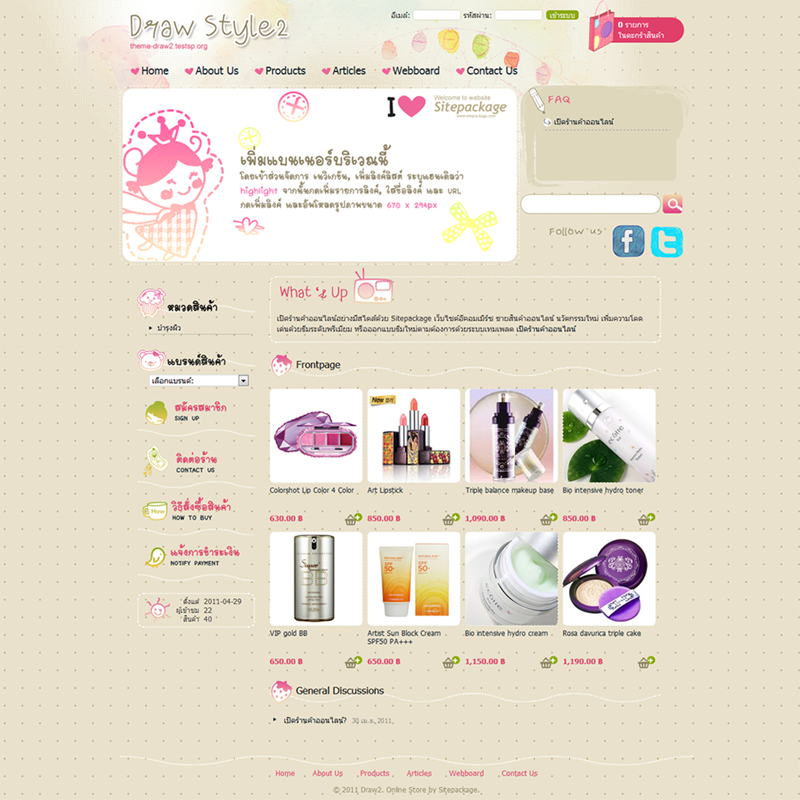 Draw Style2
theme-draw2.testsp.org
อีเมล์: รหัสผ่าน: เข้าระบบ
0 รายการ
ในตะกร้าสินค้า
Home About Us Products Articles Webboard Contact Us
I Welcome to website
Sitepackage
www.sitepackage.com
เพิ่มแบนเนอร์บริเวณนี้
โดยเข้าส่วนจัดการ เนวิเกชัน, เพิ่มลิงค์ลิสต์ ระบุแฮนเดิลว่า
highlight จากนั้นกดเพิ่มรายการลิงค์, ใส่ชื่อลิงค์ และ URL
กดเพิ่มลิงค์ และอัพโหลดรูปภาพขนาด 670 x 294px
FAQ
เปิดร้านค้าออนไลน์
Follow us
หมวดสินค้า
บำรุงผิว
แบรนด์สินค้า
เลือกแบรนด์:
สมัครสมาชิก
SIGN UP
ติดต่อร้าน
CONTACT US
วิธีสั่งซื้อสินค้า
HOW TO BUY
แจ้งการชำระเงิน
NOTIFY PAYMENT
ตั้งแต่ 2011-04-29
ผู้เข้าชม 22
สินค้า 40
What 's Up
เปิดร้านค้าออนไลน์อย่างมีสไตล์ด้วย Sitepackage เว็บไซต์อีคอมเมิร์ซ ขายสินค้าออนไลน์ นวัตกรรมใหม่ เพิ่มความโดด
เด่นด้วยธีมระดับพรีเมียม หรือออกแบบธีมใหม่ตามต้องการด้วยระบบเทมเพลต เปิดร้านค้าออนไลน์
Frontpage
New
Colorshot Lip Color 4 Color
Art Lipstick
Triple balance makeup base
Bio intensive hydro toner
630.00 ฿
850.00 ฿
1,090.00 ฿
850.00 ฿
SPF
50+
SPF
50+
VIP gold BB
Artist Sun Block Cream
SPF50 PA+++
Bio intensive hydro cream
Rosa davurica triple cake
650.00 ฿
650.00 ฿
1,150.00 ฿
1,190.00 ฿
General Discussions
เปิดร้านค้าออนไลน์? 30 เม.ย. 2011,
Home , About Us , Products , Articles , Webboard , Contact Us
© 2011 Draw2. Online Store by Sitepackage.